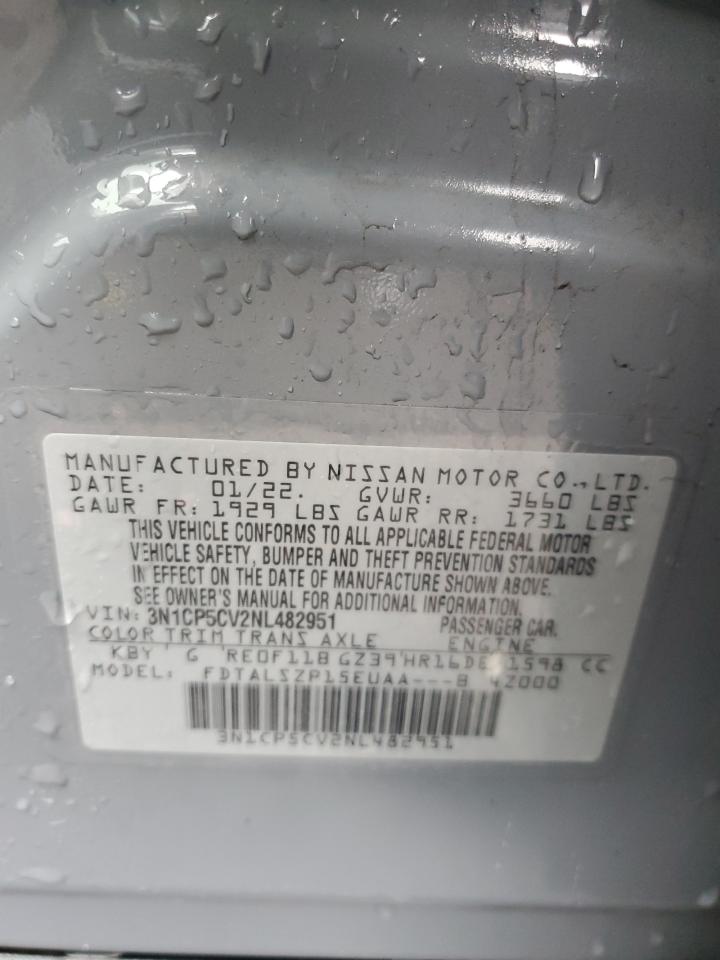 MANUFACTURED BY NISSAN MOTOR CO.,LTD.
DATE: 01/22. GVWR: 3660 LBS
GAWR FR: 1929 LBS GAWR RR: 1731 LBS
THIS VEHICLE CONFORMS TO ALL APPLICABLE FEDERAL MOTOR
VEHICLE SAFETY, BUMPER AND THEFT PREVENTION STANDARDS
IN EFFECT ON THE DATE OF MANUFACTURE SHOWN ABOVE.
SEE OWNER'S MANUAL FOR ADDITIONAL INFORMATION.
VIN: 3N1CP5CV2NL482951 PASSENGER CAR.
COLOR TRIM TRANS AXLE ENGINE
KBY G RE0F11B GZ39 HR16DE 1598 CC
MODEL: FDTALSZP15EUAA---B 4Z000
3N1CP5CV2NL482951